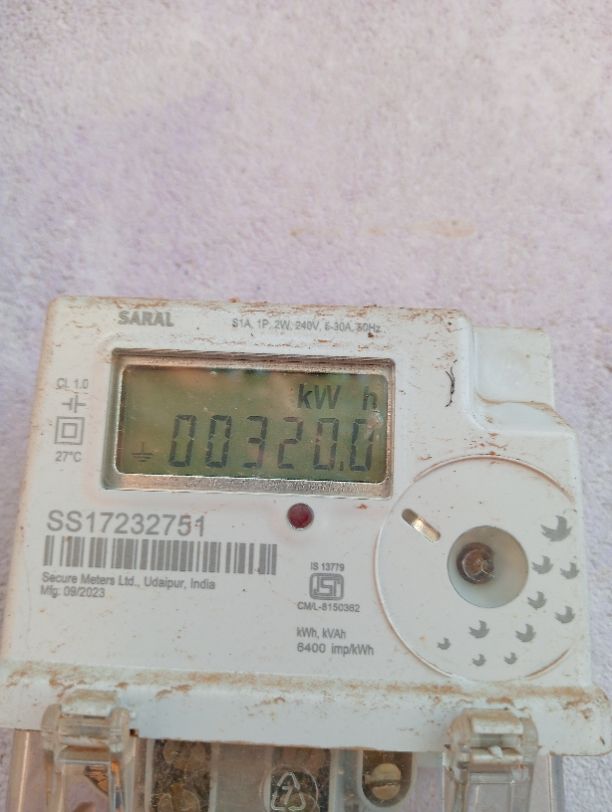 SARAL
S1A, 1P, 2W, 240V, 5-30A, 50Hz
Cl. 1.0
27°C
kW h
00320.0
SS17232751
Secure Meters Ltd., Udaipur, India
Mfg: 09/2023
IS 13779
ISI
CM/L-8150362
kWh, kVAh
6400 imp/kWh